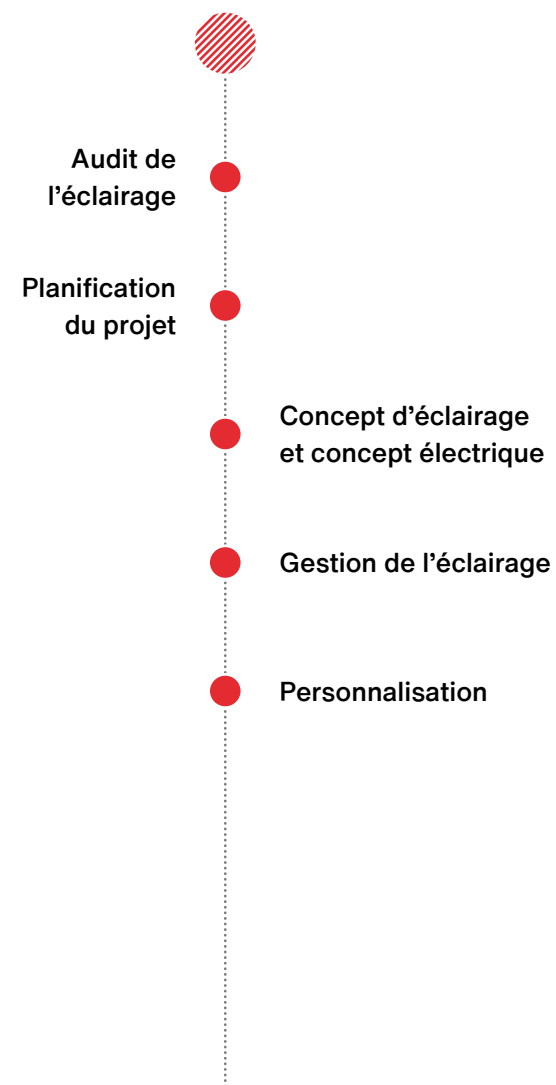 Audit de
l’éclairage
Planification
du projet
Concept d’éclairage
et concept électrique
Gestion de l’éclairage
Personnalisation